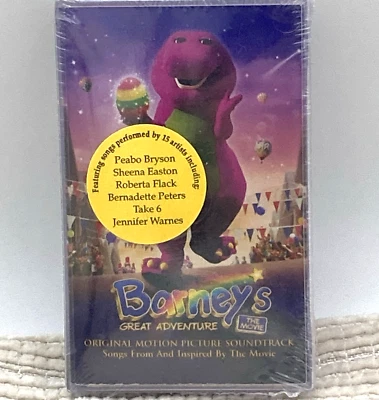 Featuring songs performed by 15 artists including:
Peabo Bryson
Sheena Easton
Roberta Flack
Bernadette Peters
Take 6
Jennifer Warnes
Barney's
GREAT ADVENTURE
THE
MOVIE
ORIGINAL MOTION PICTURE SOUNDTRACK
Songs From And Inspired By The Movie